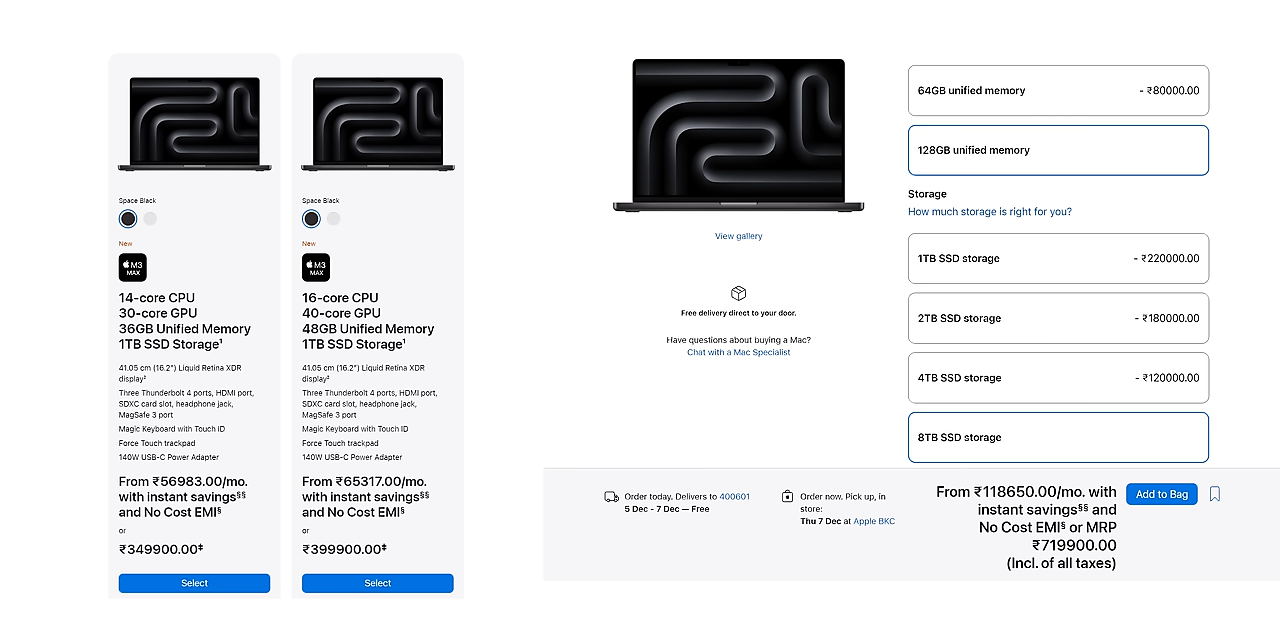 Space Black
New
M3
MAX
14-core CPU
30-core GPU
36GB Unified Memory
1TB SSD Storage¹
41.05 cm (16.2") Liquid Retina XDR
display²
Three Thunderbolt 4 ports, HDMI port,
SDXC card slot, headphone jack,
MagSafe 3 port
Magic Keyboard with Touch ID
Force Touch trackpad
140W USB-C Power Adapter
From ₹56983.00/mo.
with instant savings§§
and No Cost EMI§
or
₹349900.00‡
Select
Space Black
New
M3
MAX
16-core CPU
40-core GPU
48GB Unified Memory
1TB SSD Storage¹
41.05 cm (16.2") Liquid Retina XDR
display²
Three Thunderbolt 4 ports, HDMI port,
SDXC card slot, headphone jack,
MagSafe 3 port
Magic Keyboard with Touch ID
Force Touch trackpad
140W USB-C Power Adapter
From ₹65317.00/mo.
with instant savings§§
and No Cost EMI§
or
₹399900.00‡
Select
View gallery
Free delivery direct to your door.
Have questions about buying a Mac?
Chat with a Mac Specialist
64GB unified memory - ₹80000.00
128GB unified memory
Storage
How much storage is right for you?
1TB SSD storage - ₹220000.00
2TB SSD storage - ₹180000.00
4TB SSD storage - ₹120000.00
8TB SSD storage
Order today. Delivers to 400601
5 Dec - 7 Dec — Free
Order now. Pick up, in
store:
Thu 7 Dec at Apple BKC
From ₹118650.00/mo. with
instant savings§§ and
No Cost EMI§ or MRP
₹719900.00
(Incl. of all taxes)
Add to Bag